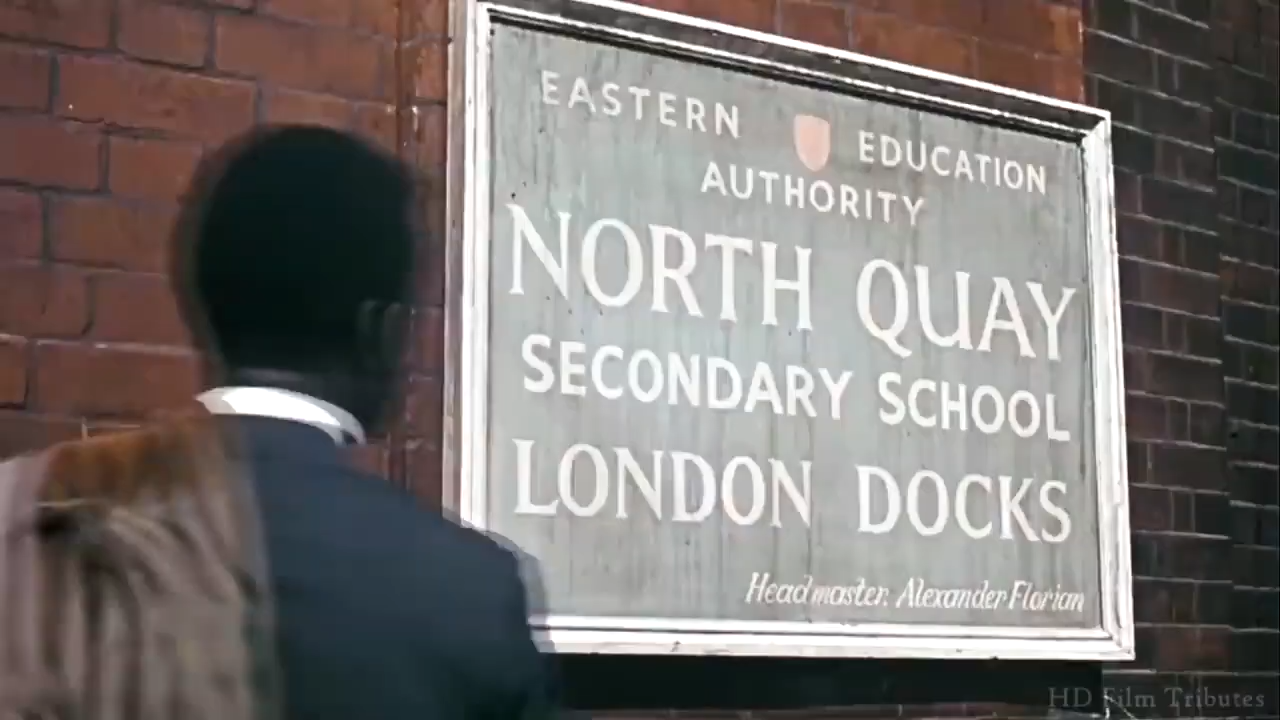 EASTERN EDUCATION
AUTHORITY
NORTH QUAY
SECONDARY SCHOOL
LONDON DOCKS
Headmaster. Alexander Florian
HD Film Tributes